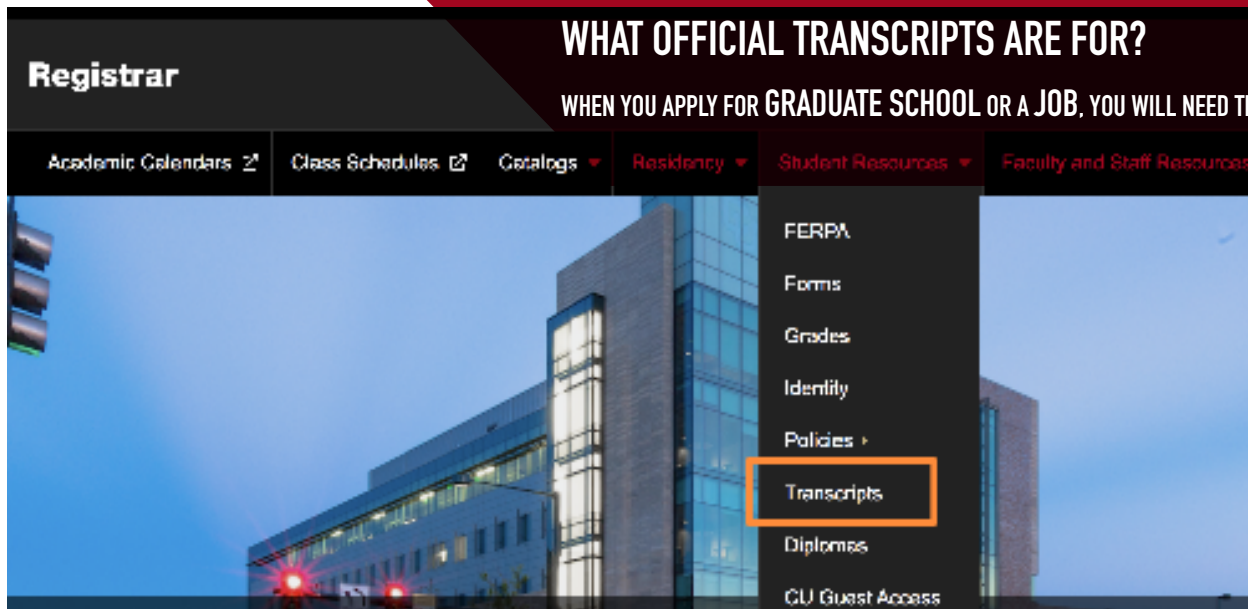 WHAT OFFICIAL TRANSCRIPTS ARE FOR?
Registrar
WHEN YOU APPLY FOR GRADUATE SCHOOL OR A JOB, YOU WILL NEED
Academic Calendars Class Schedules Catalogs Residency Student Resources Faculty and Staff Resources
FERPA
Forms
Grades
Identity
Policies
Transcripts
Diplomas
Guest Access